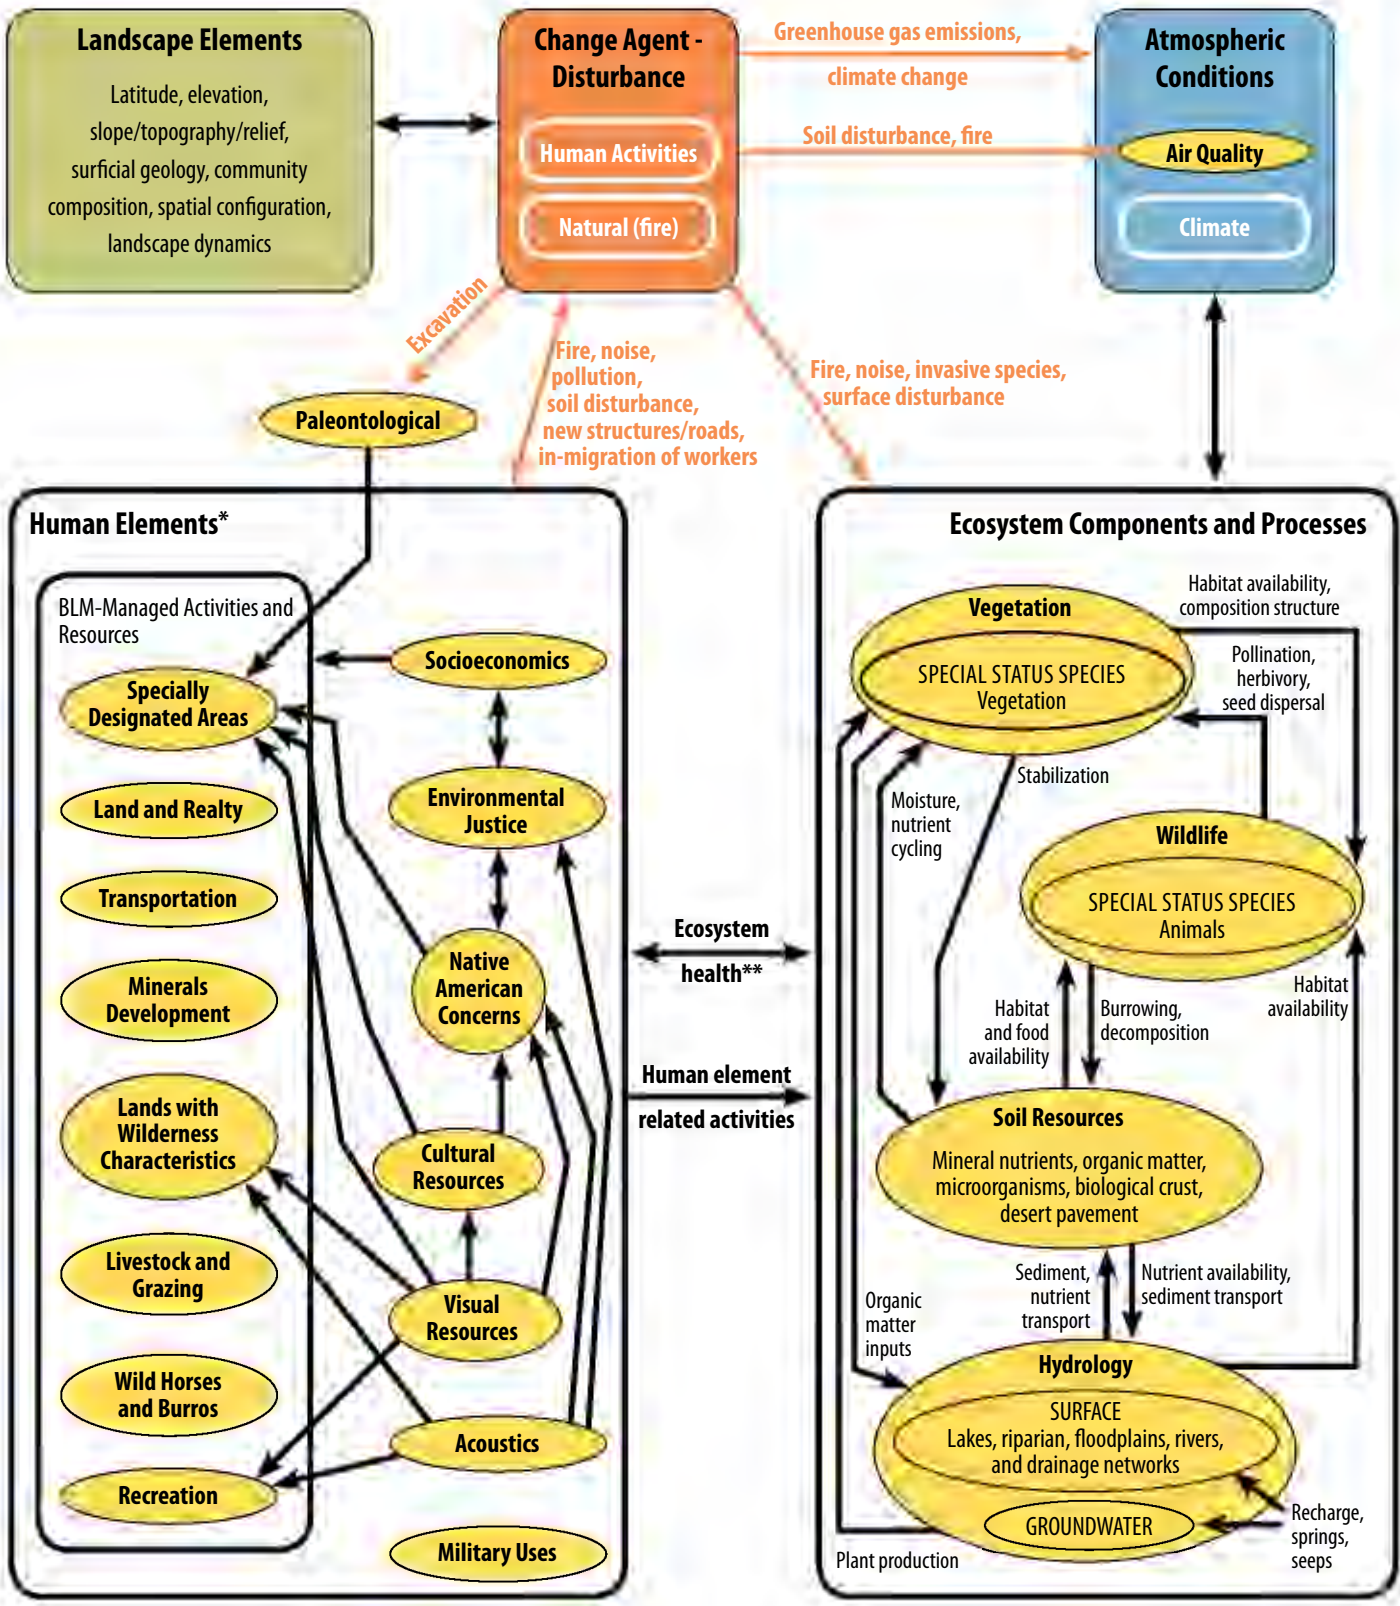 Landscape Elements
Latitude, elevation,
slope/topography/relief,
surficial geology, community
composition, spatial configuration,
landscape dynamics
Change Agent -
Disturbance
Human Activities
Natural (fire)
Greenhouse gas emissions,
climate change
Soil disturbance, fire
Atmospheric
Conditions
Air Quality
Climate
Excavation
Fire, noise,
pollution,
soil disturbance,
new structures/roads,
in-migration of workers
Fire, noise, invasive species,
surface disturbance
Paleontological
Human Elements*
BLM-Managed Activities and
Resources
Specially
Designated Areas
Land and Realty
Transportation
Minerals
Development
Lands with
Wilderness
Characteristics
Livestock and
Grazing
Wild Horses
and Burros
Recreation
Socioeconomics
Environmental
Justice
Native
American
Concerns
Cultural
Resources
Visual
Resources
Acoustics
Military Uses
Ecosystem
health**
Human element
related activities
Ecosystem Components and Processes
Vegetation
SPECIAL STATUS SPECIES
Vegetation
Habitat availability,
composition structure
Pollination,
herbivory,
seed dispersal
Stabilization
Moisture,
nutrient
cycling
Wildlife
SPECIAL STATUS SPECIES
Animals
Habitat
and food
availability
Burrowing,
decomposition
Habitat
availability
Soil Resources
Mineral nutrients, organic matter,
microorganisms, biological crust,
desert pavement
Sediment,
nutrient
transport
Nutrient availability,
sediment transport
Organic
matter
inputs
Hydrology
SURFACE
Lakes, riparian, floodplains, rivers,
and drainage networks
GROUNDWATER
Recharge,
springs,
seeps
Plant production